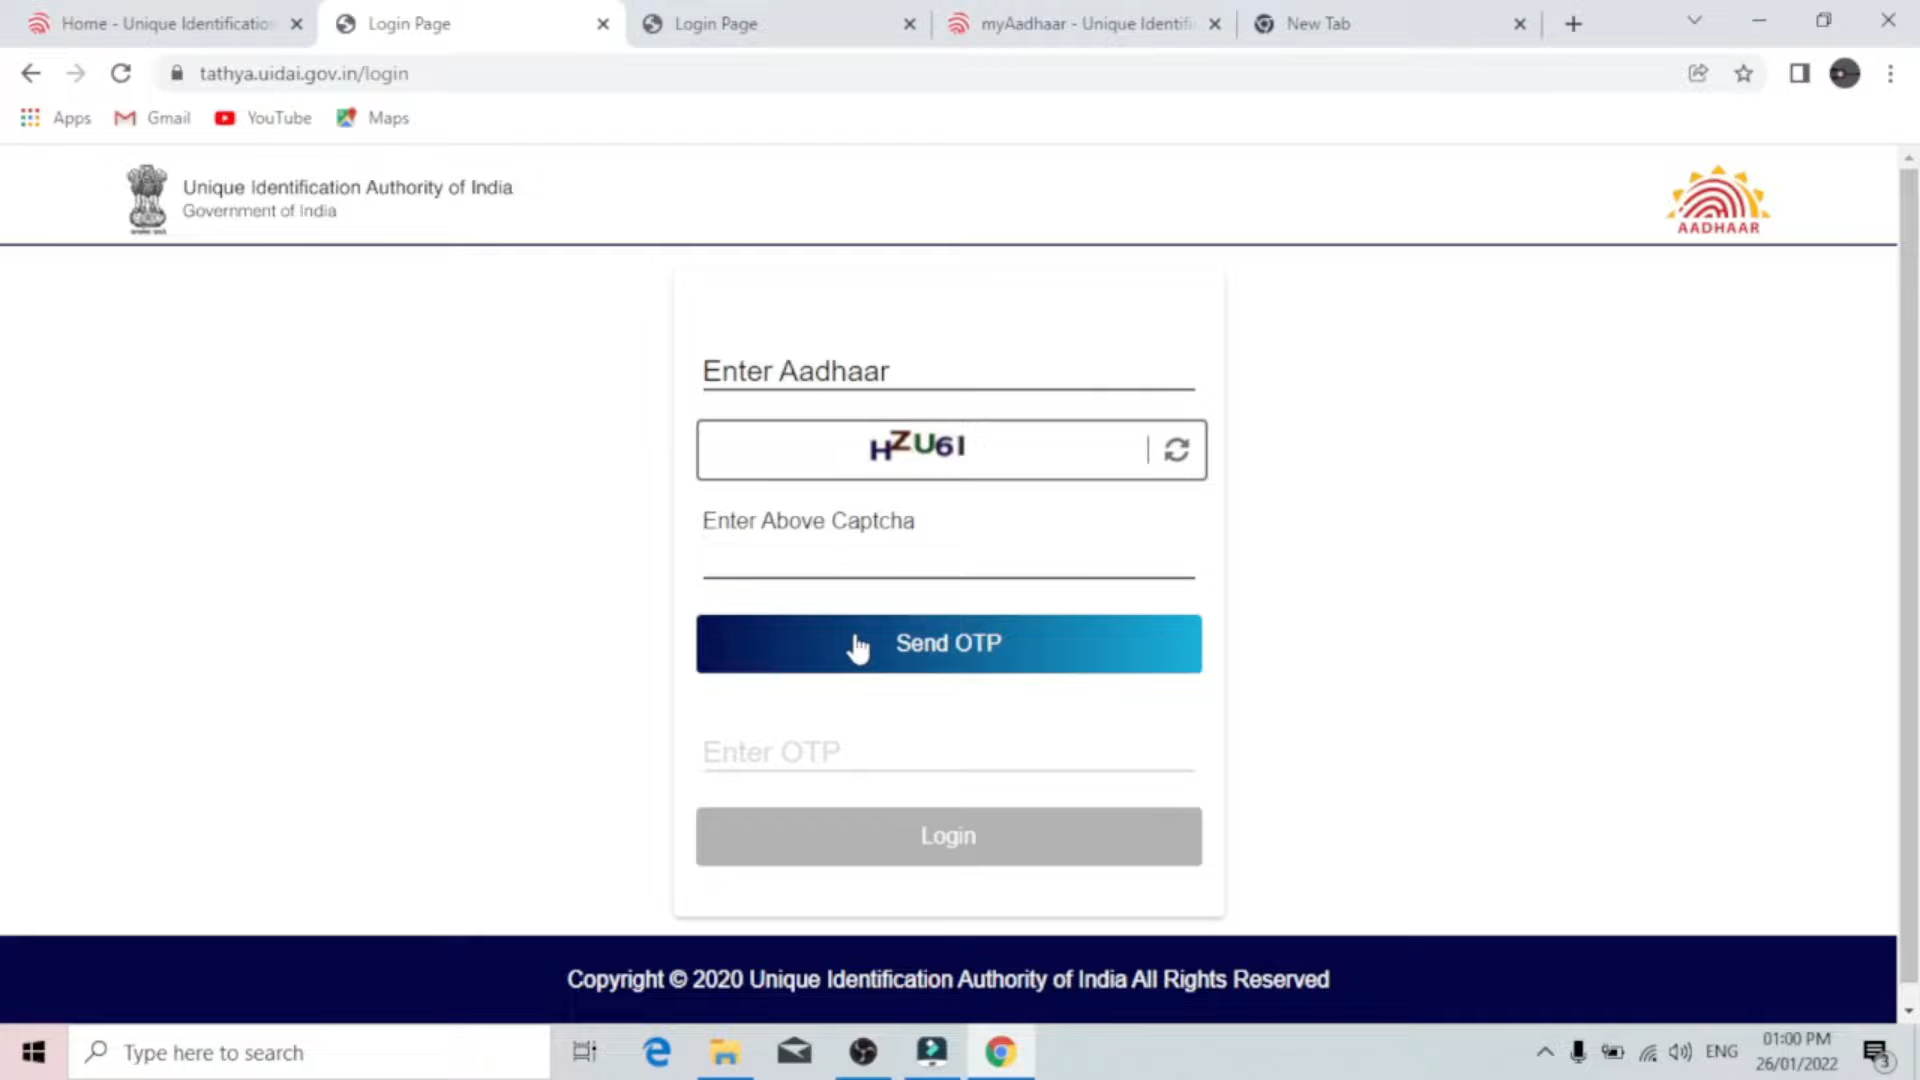 Home - Unique Identificatio
Login Page
Login Page
myAadhaar - Unique Identifi
New Tab
tathya.uidai.gov.in/login
Apps
Gmail
YouTube
Maps
Unique Identification Authority of India
Government of India
AADHAAR
Enter Aadhaar
HZU6I
Enter Above Captcha
Send OTP
Enter OTP
Login
Copyright © 2020 Unique Identification Authority of India All Rights Reserved
Type here to search
ENG
01:00 PM
26/01/2022
3